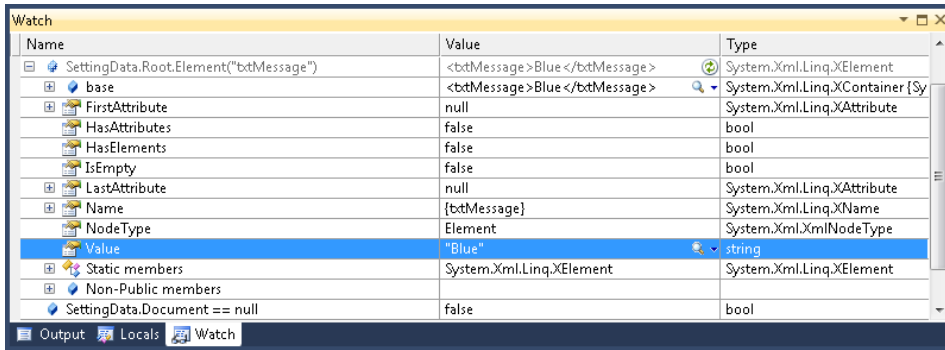 Watch
Name Value Type
SettingData.Root.Element("txtMessage") <txtMessage>Blue</txtMessage> System.Xml.Linq.XElement
base <txtMessage>Blue</txtMessage> System.Xml.Linq.XContainer {Sy
FirstAttribute null System.Xml.Linq.XAttribute
HasAttributes false bool
HasElements false bool
IsEmpty false bool
LastAttribute null System.Xml.Linq.XAttribute
Name {txtMessage} System.Xml.Linq.XName
NodeType Element System.Xml.XmlNodeType
Value "Blue" string
Static members System.Xml.Linq.XElement System.Xml.Linq.XElement
Non-Public members
SettingData.Document == null false bool
Output Locals Watch